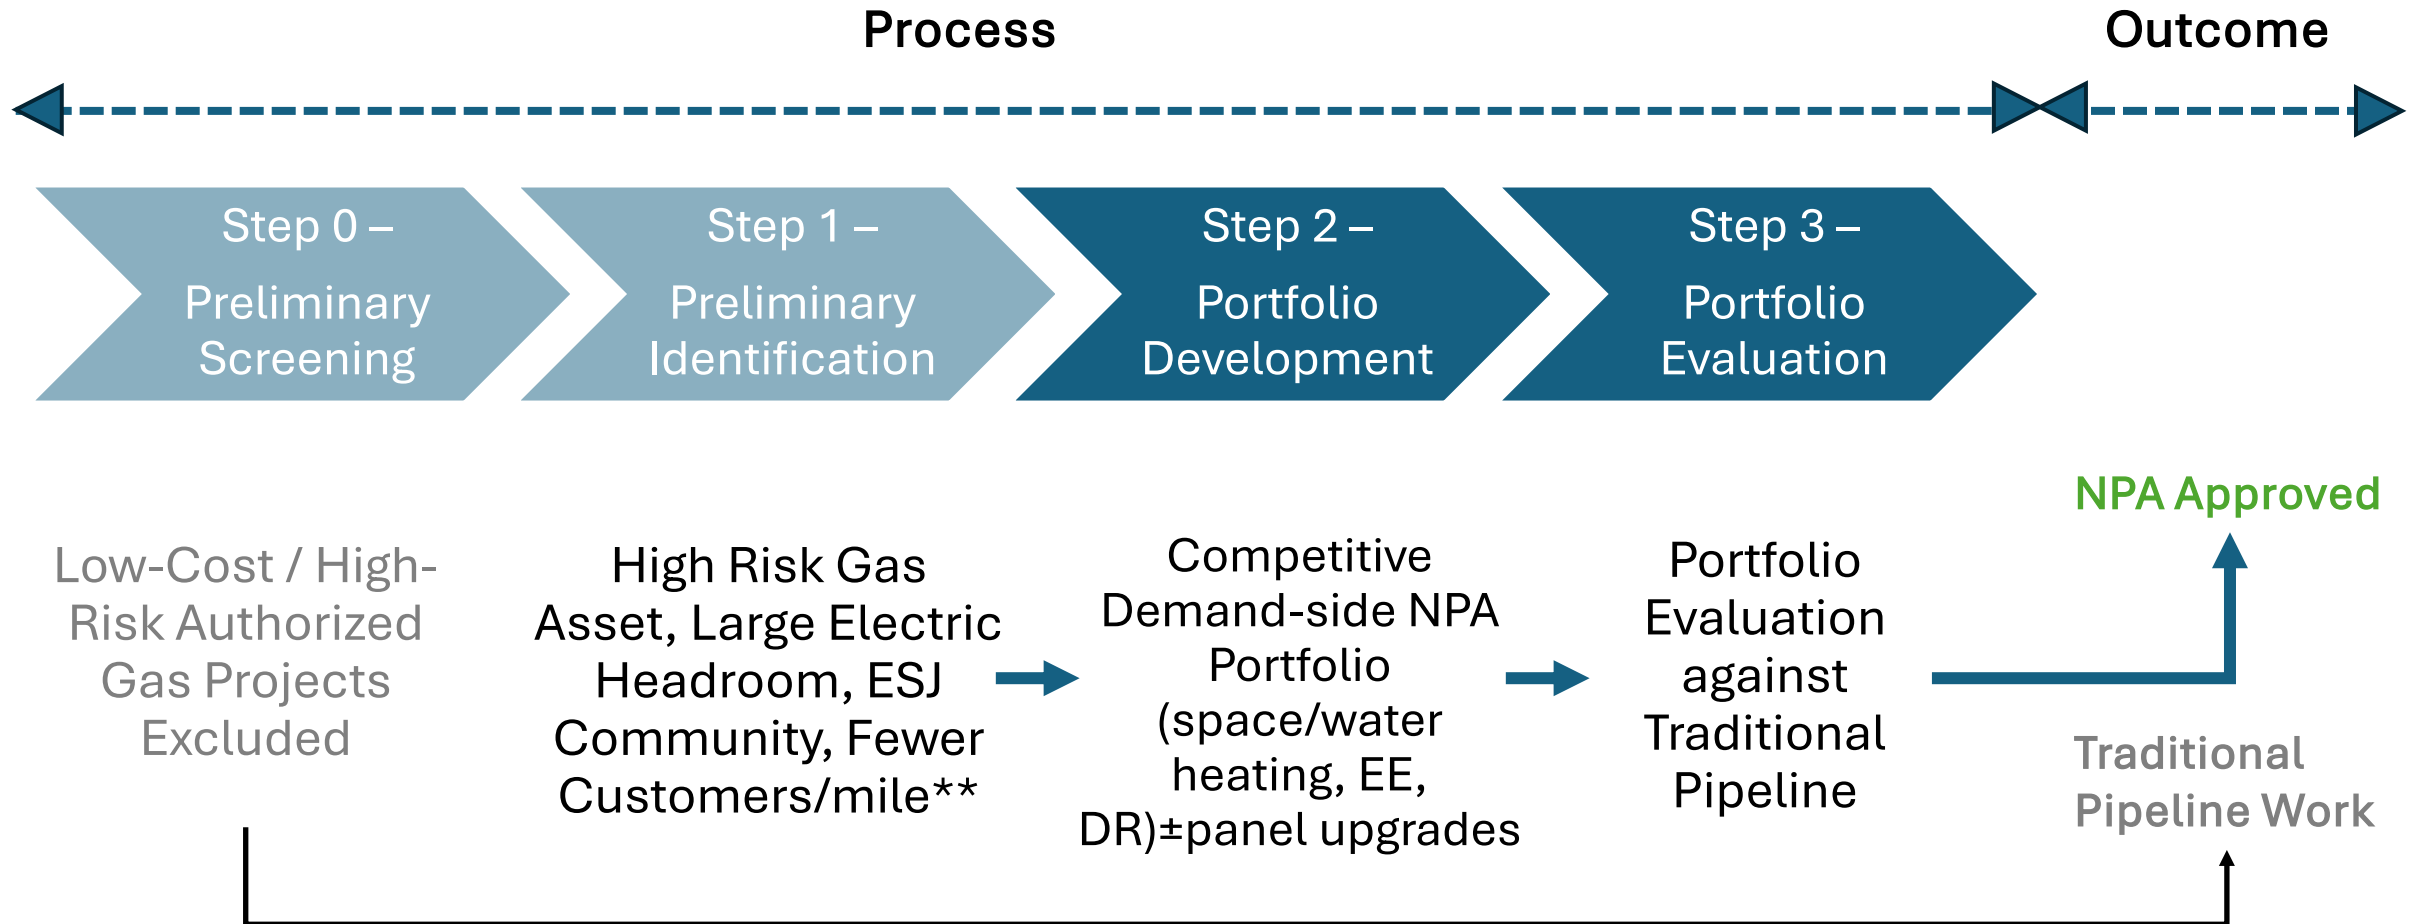 Process
Outcome
Step 0 –
Preliminary
Screening
Step 1 –
Preliminary
Identification
Step 2 –
Portfolio
Development
Step 3 –
Portfolio
Evaluation
Low-Cost / High-
Risk Authorized
Gas Projects
Excluded
High Risk Gas
Asset, Large Electric
Headroom, ESJ
Community, Fewer
Customers/mile**
Competitive
Demand-side NPA
Portfolio
(space/water
heating, EE,
DR)±panel upgrades
Portfolio
Evaluation
against
Traditional
Pipeline
NPA Approved
Traditional
Pipeline Work